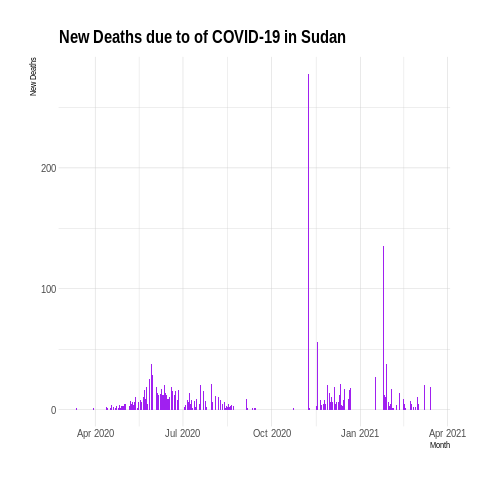 New Deaths due to of COVID-19 in Sudan
New Deaths
200
100
0
Apr 2020 Jul 2020 Oct 2020 Jan 2021 Apr 2021
Month